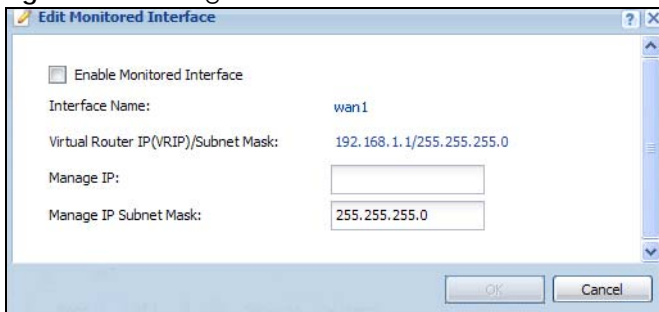 Edit Monitored Interface
Enable Monitored Interface
Interface Name: wan1
Virtual Router IP(VRIP)/Subnet Mask: 192.168.1.1/255.255.255.0
Manage IP:
Manage IP Subnet Mask: 255.255.255.0
OK Cancel